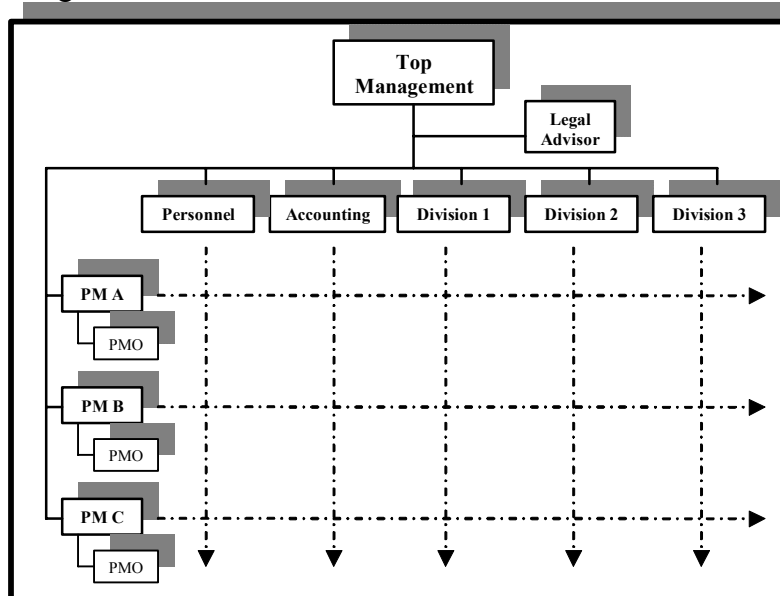 Top
Management
Legal
Advisor
Personnel Accounting Division 1 Division 2 Division 3
PM A
PMO
PM B
PMO
PM C
PMO